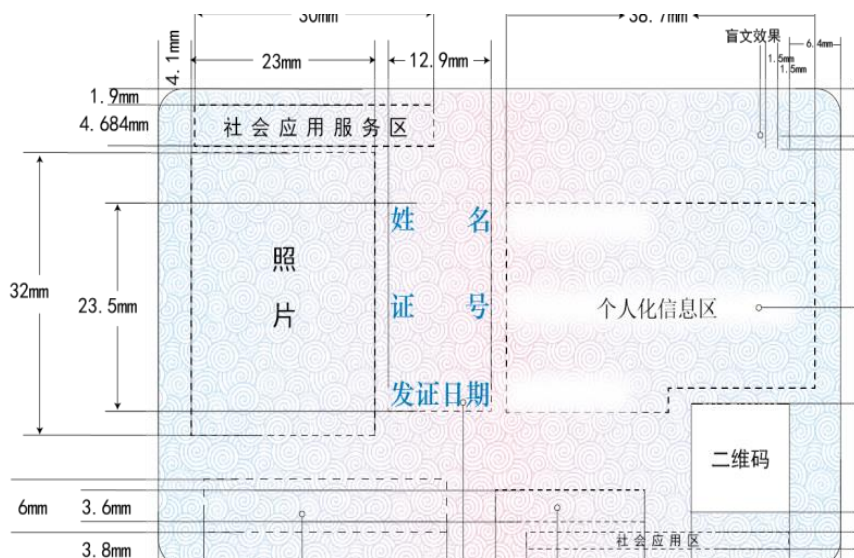 30mm
38.7mm
盲文效果
6.4mm
4.1mm
23mm
12.9mm
1.5mm
1.5mm
1.9mm
4.684mm
社会应用服务区
姓 名
照
片
32mm
23.5mm
证 号
个人化信息区
发证日期
二维码
6mm
3.6mm
社会应用区
3.8mm